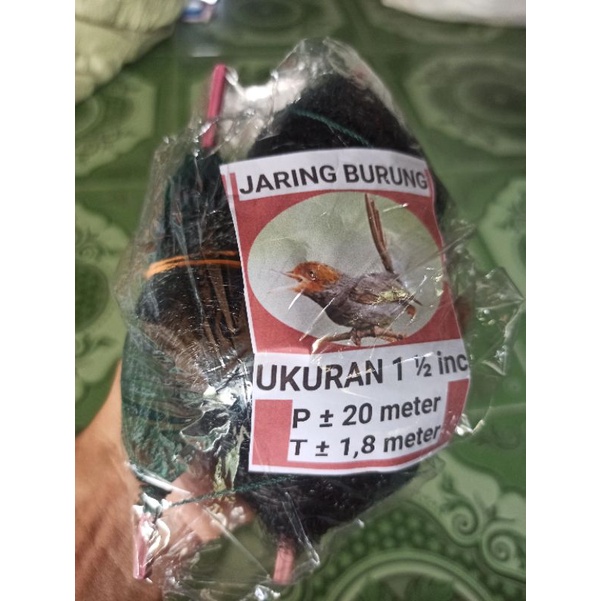 JARING BURUNG
UKURAN 1 ½ inc
P ± 20 meter
T ± 1,8 meter